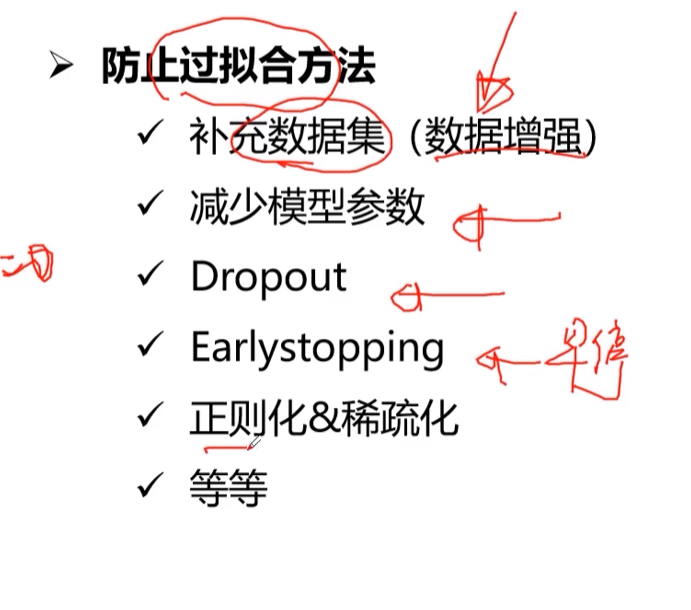 ➢ 防止过拟合方法
✓ 补充数据集（数据增强）
✓ 减少模型参数
✓ Dropout
✓ Earlystopping 早停
✓ 正则化&稀疏化
✓ 等等